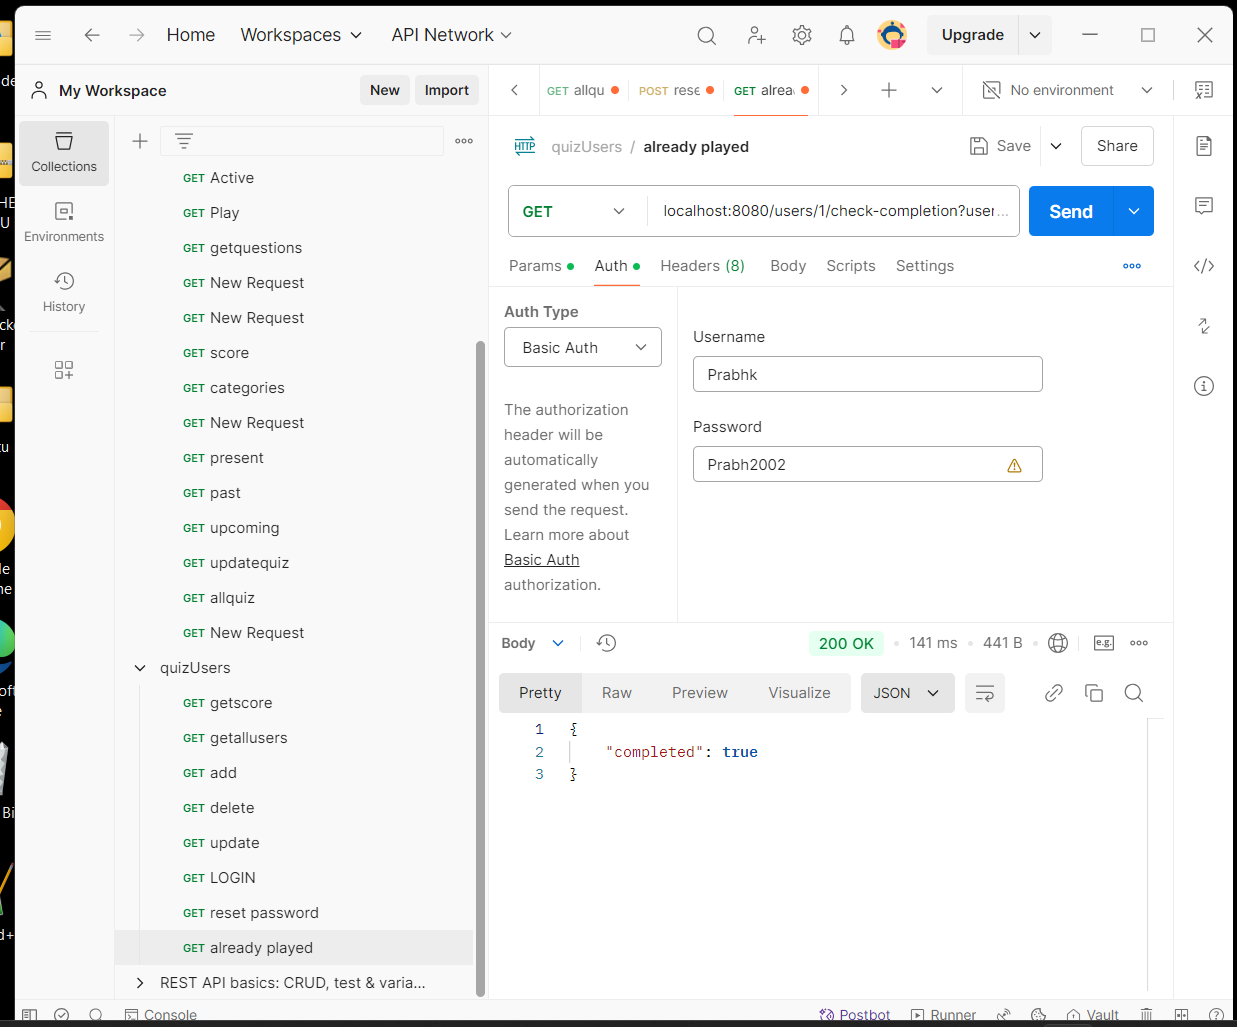 Home Workspaces API Network Upgrade
My Workspace New Import GET allqu POST rese GET alrea No environment
Collections
Environments
History
GET Active
GET Play
GET getquestions
GET New Request
GET New Request
GET score
GET categories
GET New Request
GET present
GET past
GET upcoming
GET updatequiz
GET allquiz
GET New Request
quizUsers
GET getscore
GET getallusers
GET add
GET delete
GET update
GET LOGIN
GET reset password
GET already played
REST API basics: CRUD, test & varia...
HTTP quizUsers / already played Save Share
GET localhost:8080/users/1/check-completion?user... Send
Params Auth Headers (8) Body Scripts Settings
Auth Type
Basic Auth
The authorization
header will be
automatically
generated when you
send the request.
Learn more about
Basic Auth
authorization.
Username
Prabhk
Password
Prabh2002
Body 200 OK 141 ms 441 B e.g.
Pretty Raw Preview Visualize JSON
1 {
2 "completed": true
3 }
Console Postbot Runner Vault